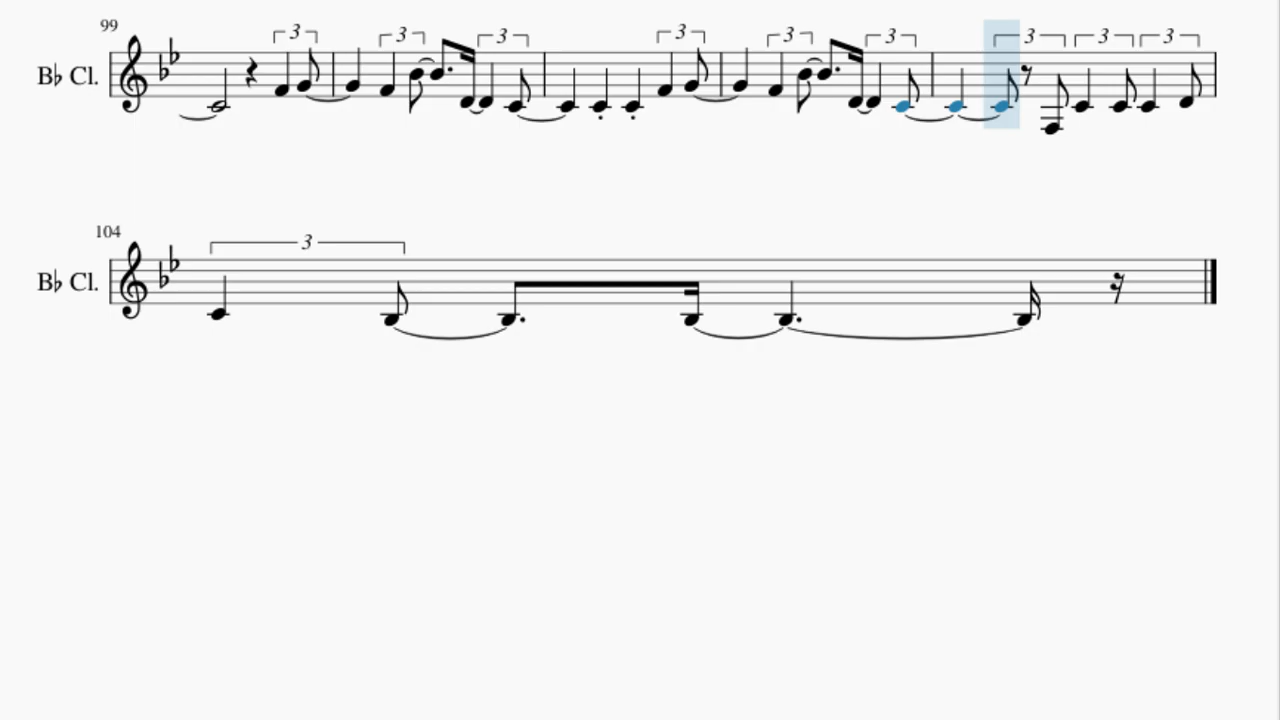 99
3 3 3 3 3 3 3 3 3
B♭ Cl.
104
3
B♭ Cl.